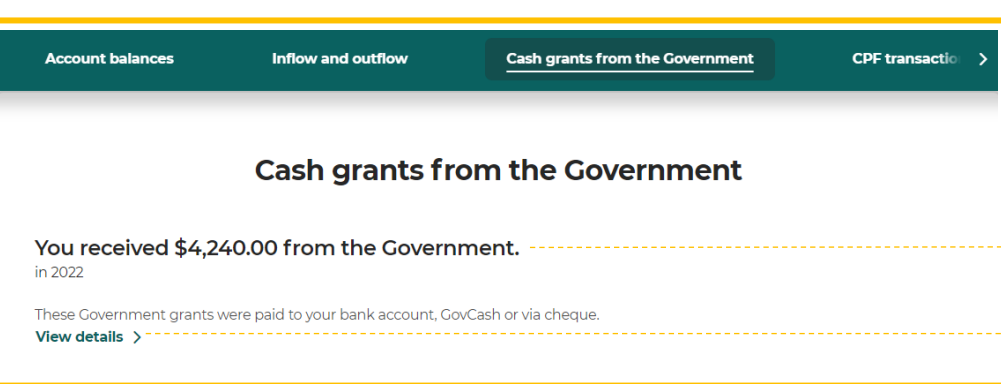 Account balances
Inflow and outflow
Cash grants from the Government
CPF
Cash grants from the Government
You received $4,240.00 from the Government.
in 2022
These Government grants were paid to your bank account, GovCash or via cheque.
View details >